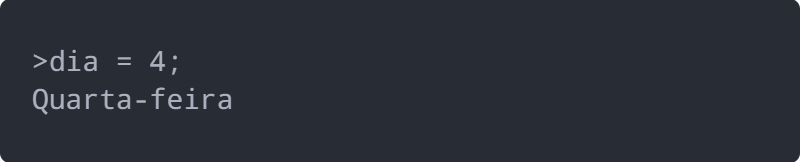 >dia = 4;
Quarta-feira